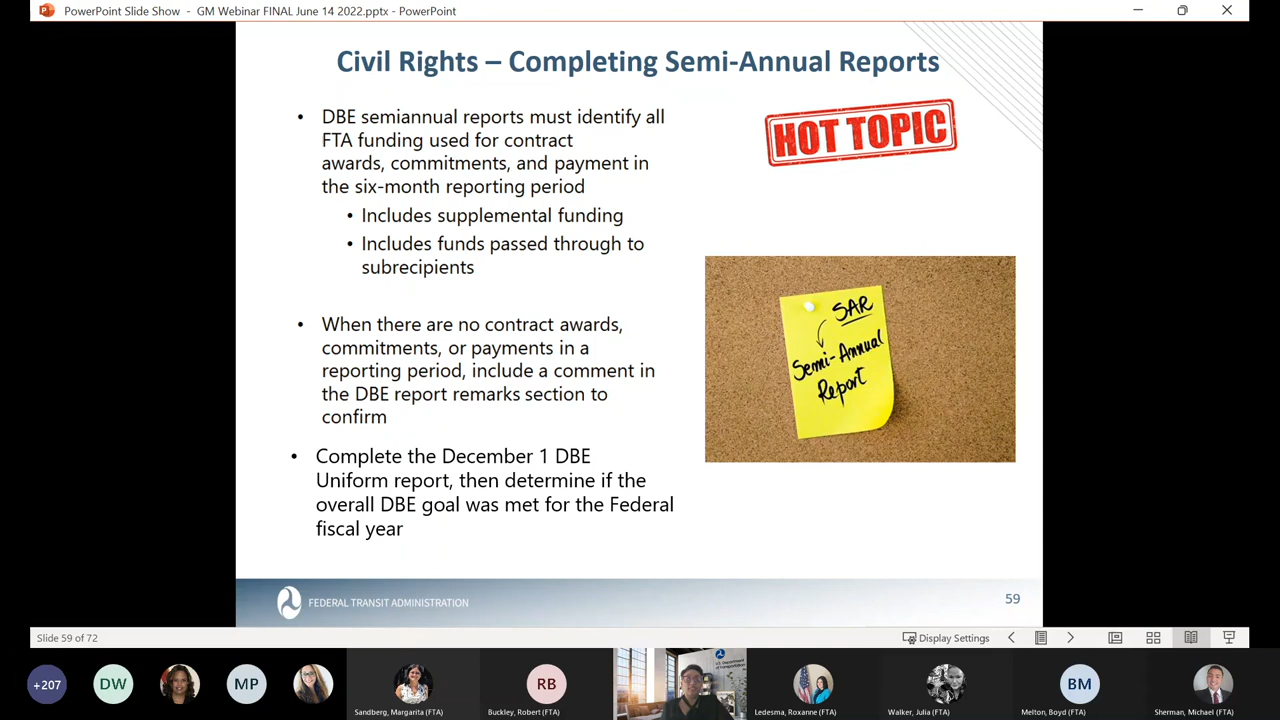 PowerPoint Slide Show - GM Webinar FINAL June 14 2022.pptx - PowerPoint
Civil Rights – Completing Semi-Annual Reports
• DBE semiannual reports must identify all
FTA funding used for contract
awards, commitments, and payment in
the six-month reporting period
• Includes supplemental funding
• Includes funds passed through to
subrecipients
• When there are no contract awards,
commitments, or payments in a
reporting period, include a comment in
the DBE report remarks section to
confirm
• Complete the December 1 DBE
Uniform report, then determine if the
overall DBE goal was met for the Federal
fiscal year
HOT TOPIC
SAR
Semi-Annual
Report
FEDERAL TRANSIT ADMINISTRATION
59
Slide 59 of 72
Display Settings
+207
DW
MP
Sandberg, Margarita (FTA)
RB
Buckley, Robert (FTA)
U.S. Department
of Transportation
Ledesma, Roxanne (FTA)
Walker, Julia (FTA)
BM
Melton, Boyd (FTA)
Sherman, Michael (FTA)